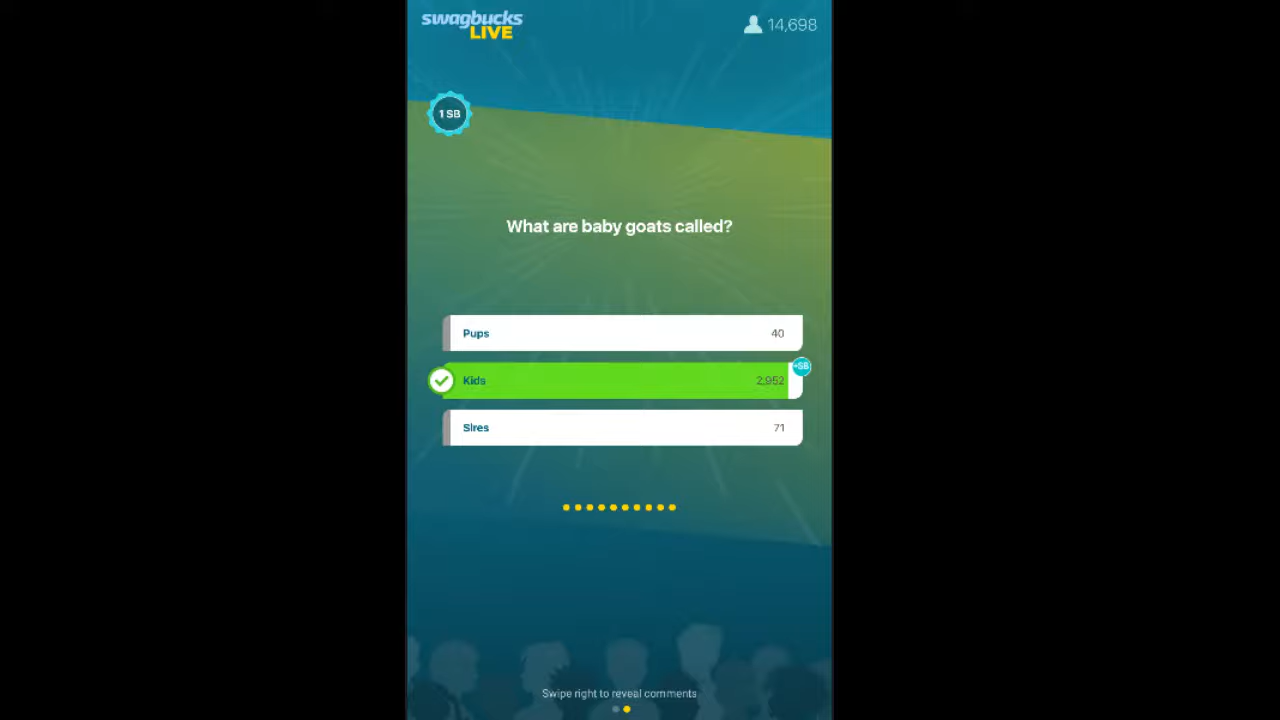 swagbucks
LIVE
14,698
1 SB
What are baby goats called?
Pups 40
+SB
Kids 2,952
Sires 71
Swipe right to reveal comments